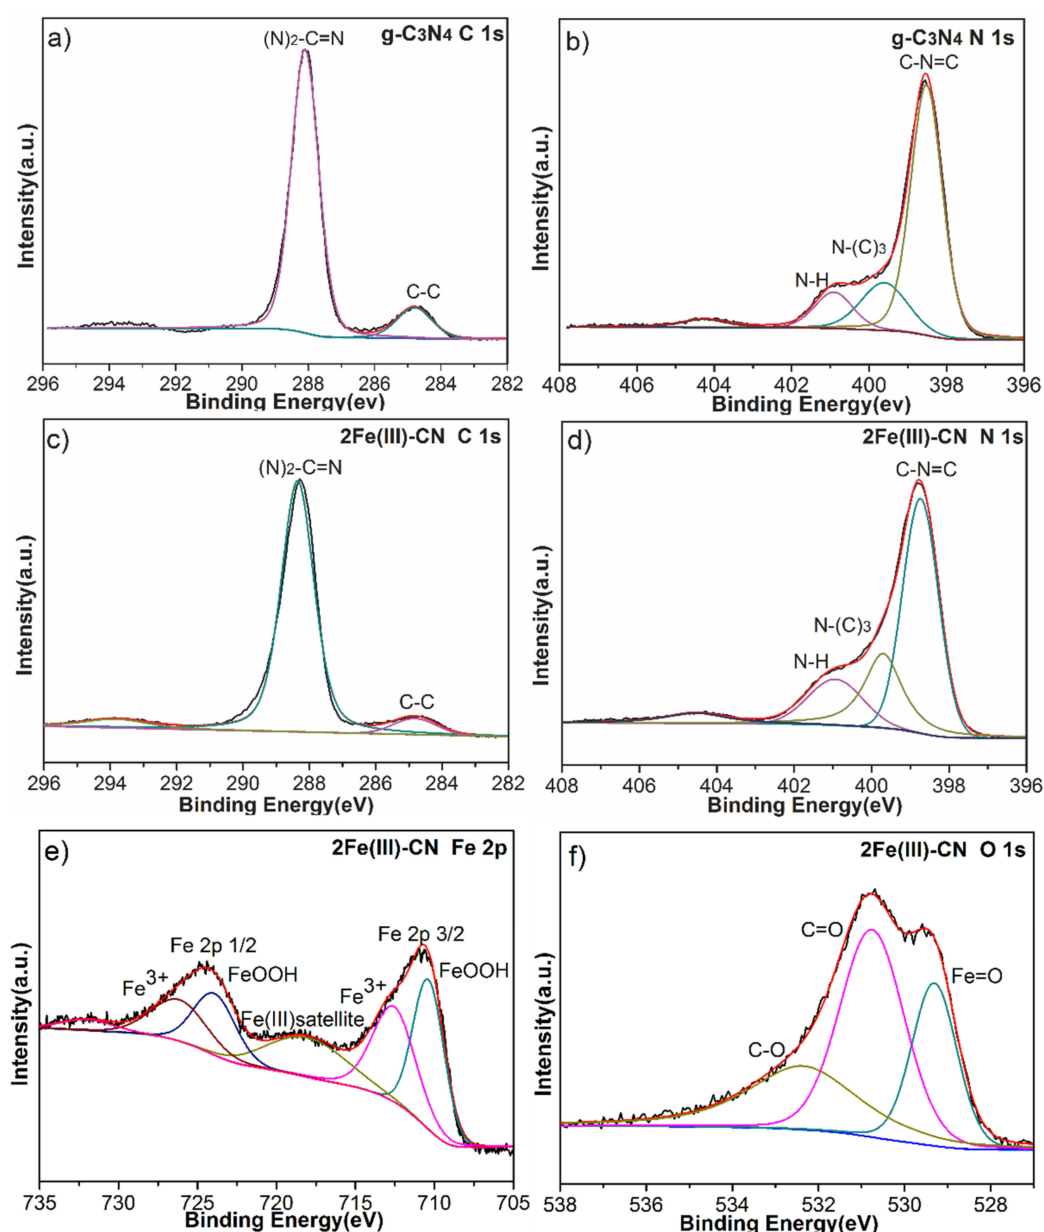 a)
g-C3N4 C 1s
(N)2-C=N
C-C
Intensity(a.u.)
296 294 292 290 288 286 284 282
Binding Energy(ev)
b)
g-C3N4 N 1s
C-N=C
N-(C)3
N-H
Intensity(a.u.)
408 406 404 402 400 398 396
Binding Energy(ev)
c)
2Fe(III)-CN C 1s
(N)2-C=N
C-C
Intensity(a.u.)
296 294 292 290 288 286 284 282
Binding Energy(eV)
d)
2Fe(III)-CN N 1s
C-N=C
N-(C)3
N-H
Intensity(a.u.)
408 406 404 402 400 398 396
Binding Energy(eV)
e)
2Fe(III)-CN Fe 2p
Fe 2p 1/2
Fe 2p 3/2
FeOOH
FeOOH
Fe3+
Fe3+
Fe(III)satellite
Intensity(a.u.)
735 730 725 720 715 710 705
Binding Energy(eV)
f)
2Fe(III)-CN O 1s
C=O
Fe=O
C-O
Intensity(a.u.)
538 536 534 532 530 528
Binding Energy(eV)